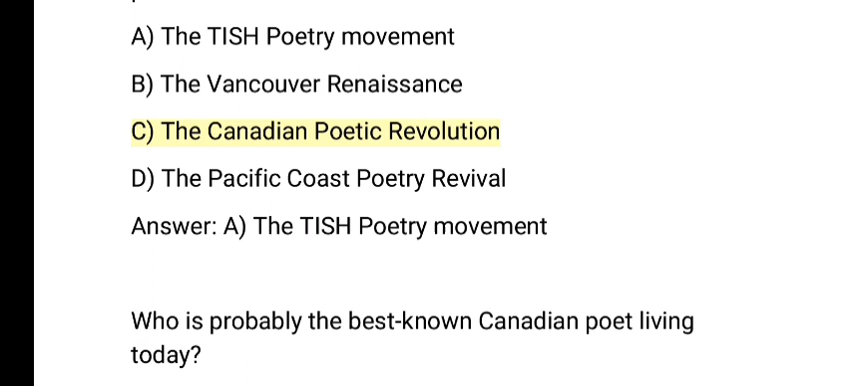 A) The TISH Poetry movement
B) The Vancouver Renaissance
C) The Canadian Poetic Revolution
D) The Pacific Coast Poetry Revival
Answer: A) The TISH Poetry movement
Who is probably the best-known Canadian poet living
today?